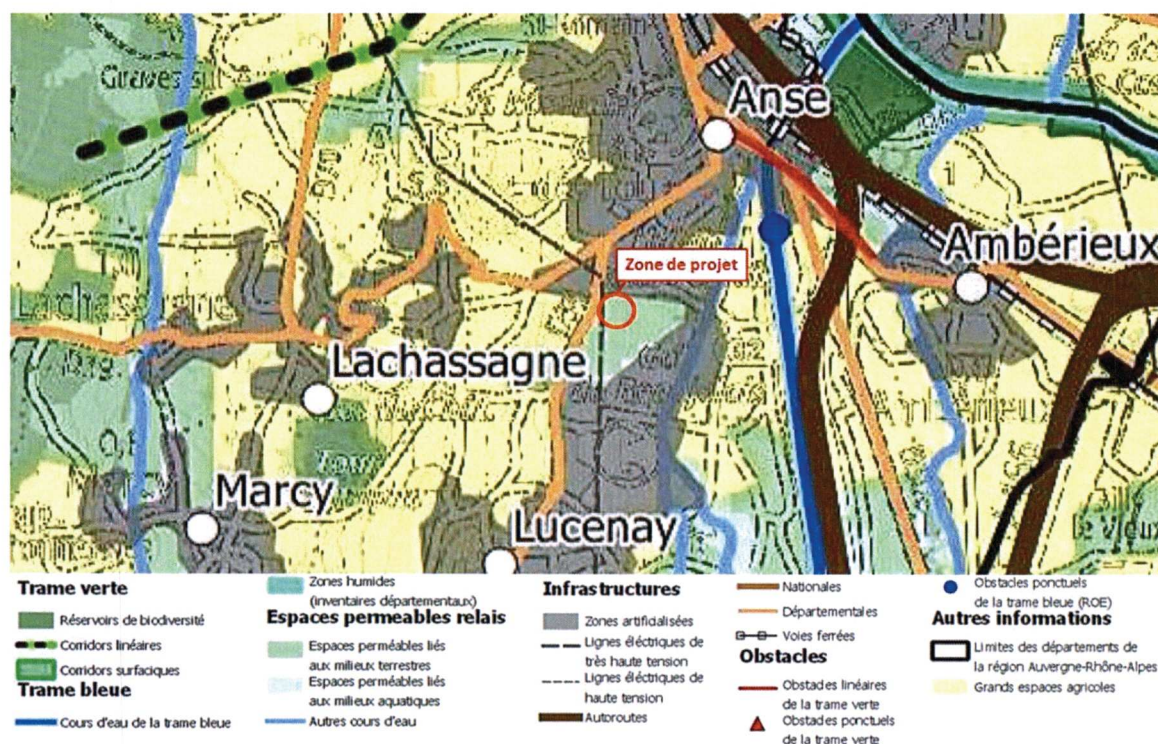 Anse
Zone de projet
Ambérieux
Lachassagne
Lachassagne
Marcy
Lucenay
Trame verte
Réservoirs de biodiversité
Corridors linéaires
Corridors surfaciques
Trame bleue
Cours d'eau de la trame bleue
Zones humides
(inventaires départementaux)
Espaces permeables relais
Espaces perméables liés
aux milieux terrestres
Espaces perméables liés
aux milieux aquatiques
Autres cours d'eau
Infrastructures
Zones artificialisées
Lignes électriques de
très haute tension
Lignes électriques de
haute tension
Autoroutes
Nationales
Départementales
Voies ferrées
Obstacles
Obstacles linéaires
de la trame verte
Obstacles ponctuels
de la trame verte
Obstacles ponctuels
de la trame bleue (ROE)
Autres informations
Limites des départements de
la région Auvergne-Rhône-Alpes
Grands espaces agricoles